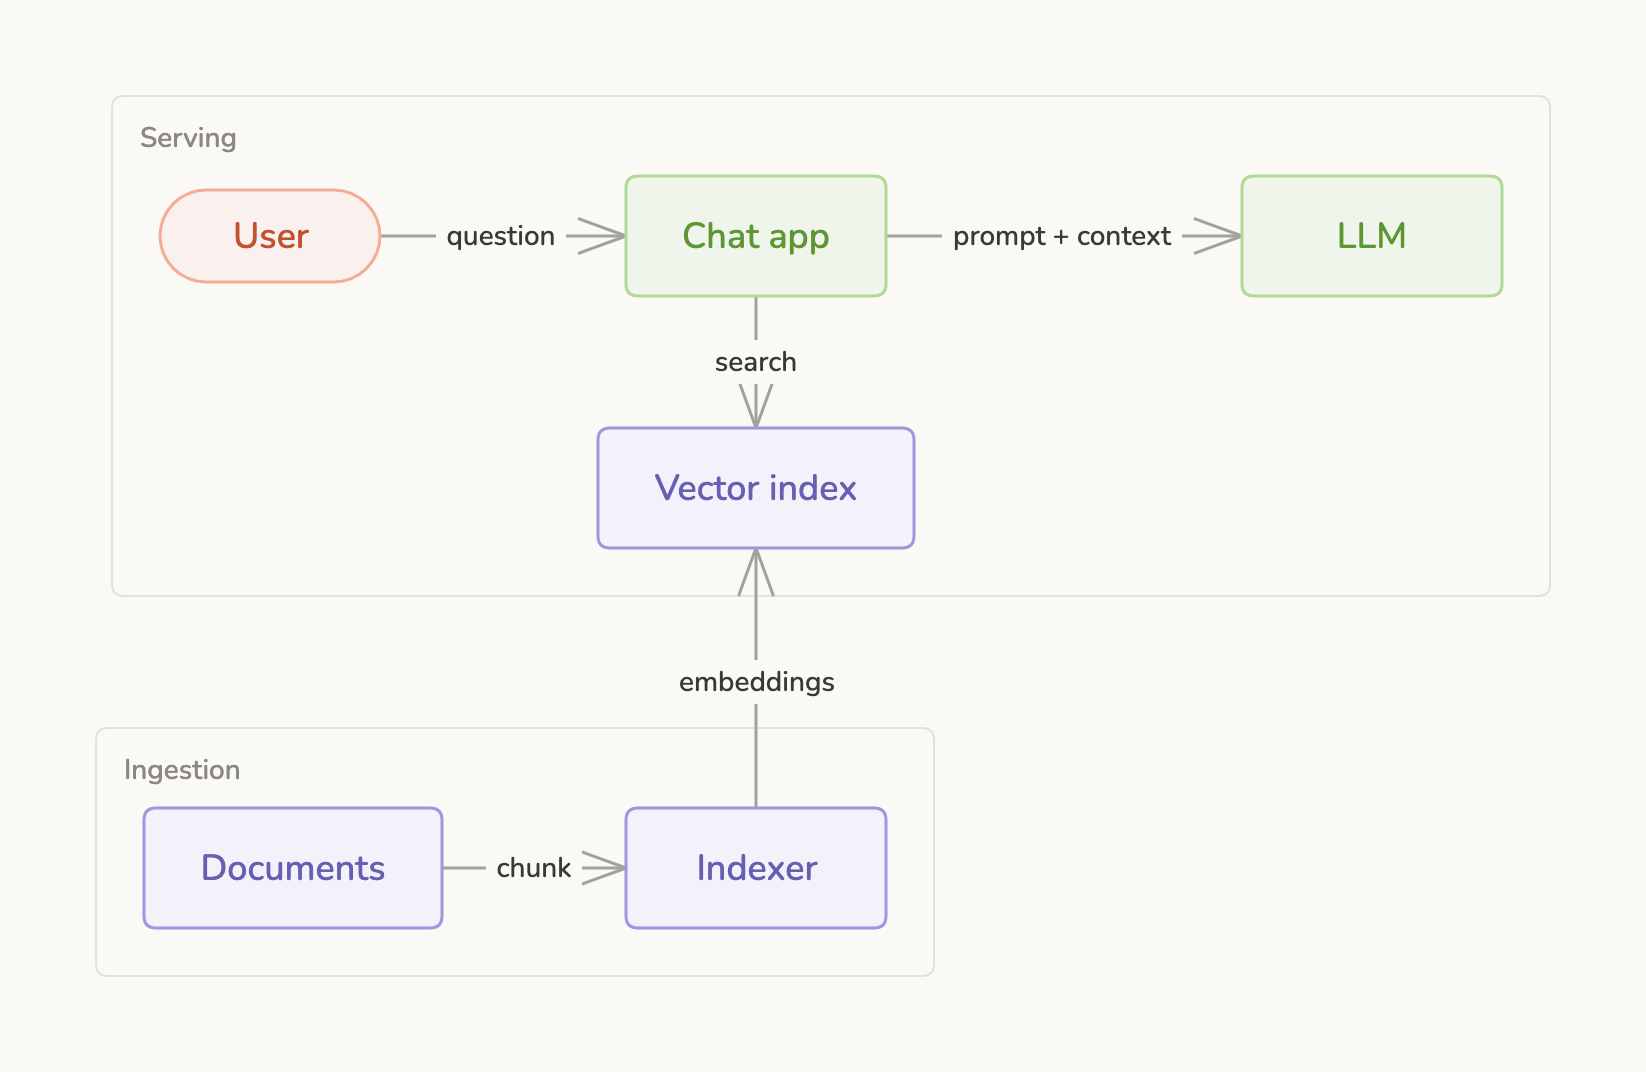 Serving
User
question
Chat app
prompt + context
LLM
search
Vector index
embeddings
Ingestion
Documents
chunk
Indexer